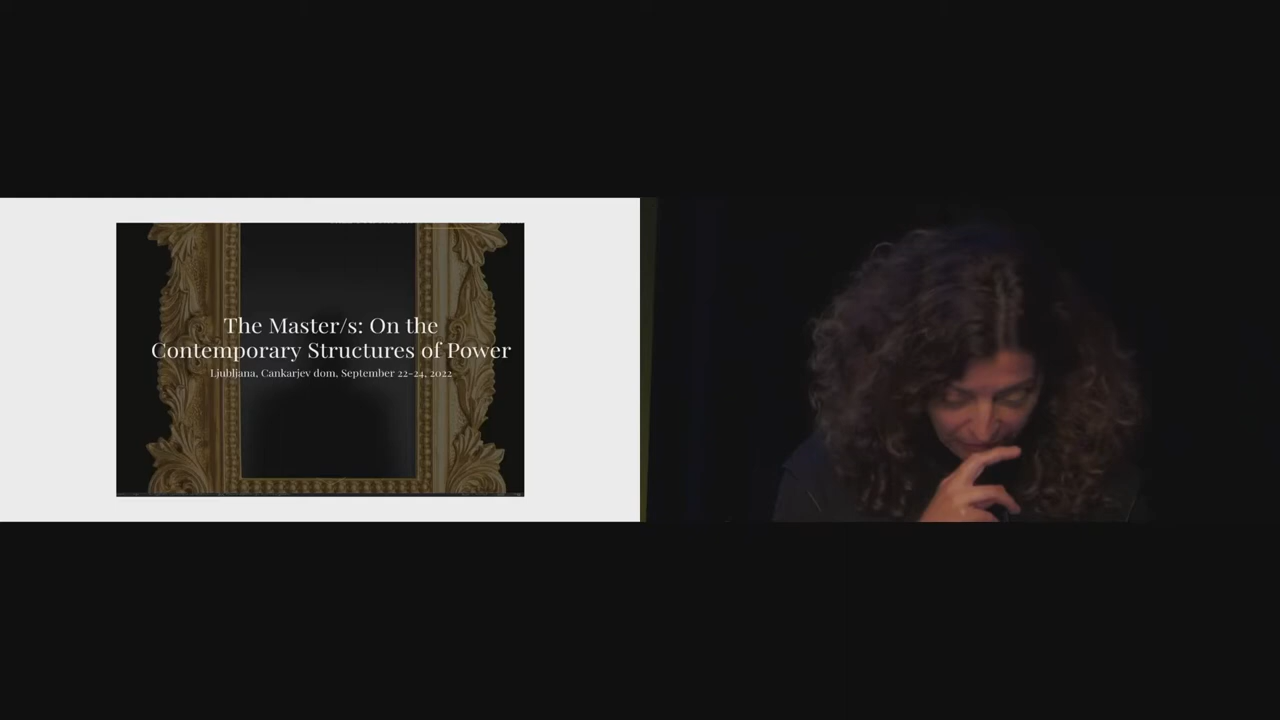 The Master/s: On the
Contemporary Structures of Power
Ljubljana, Cankarjev dom, September 22-24, 2022